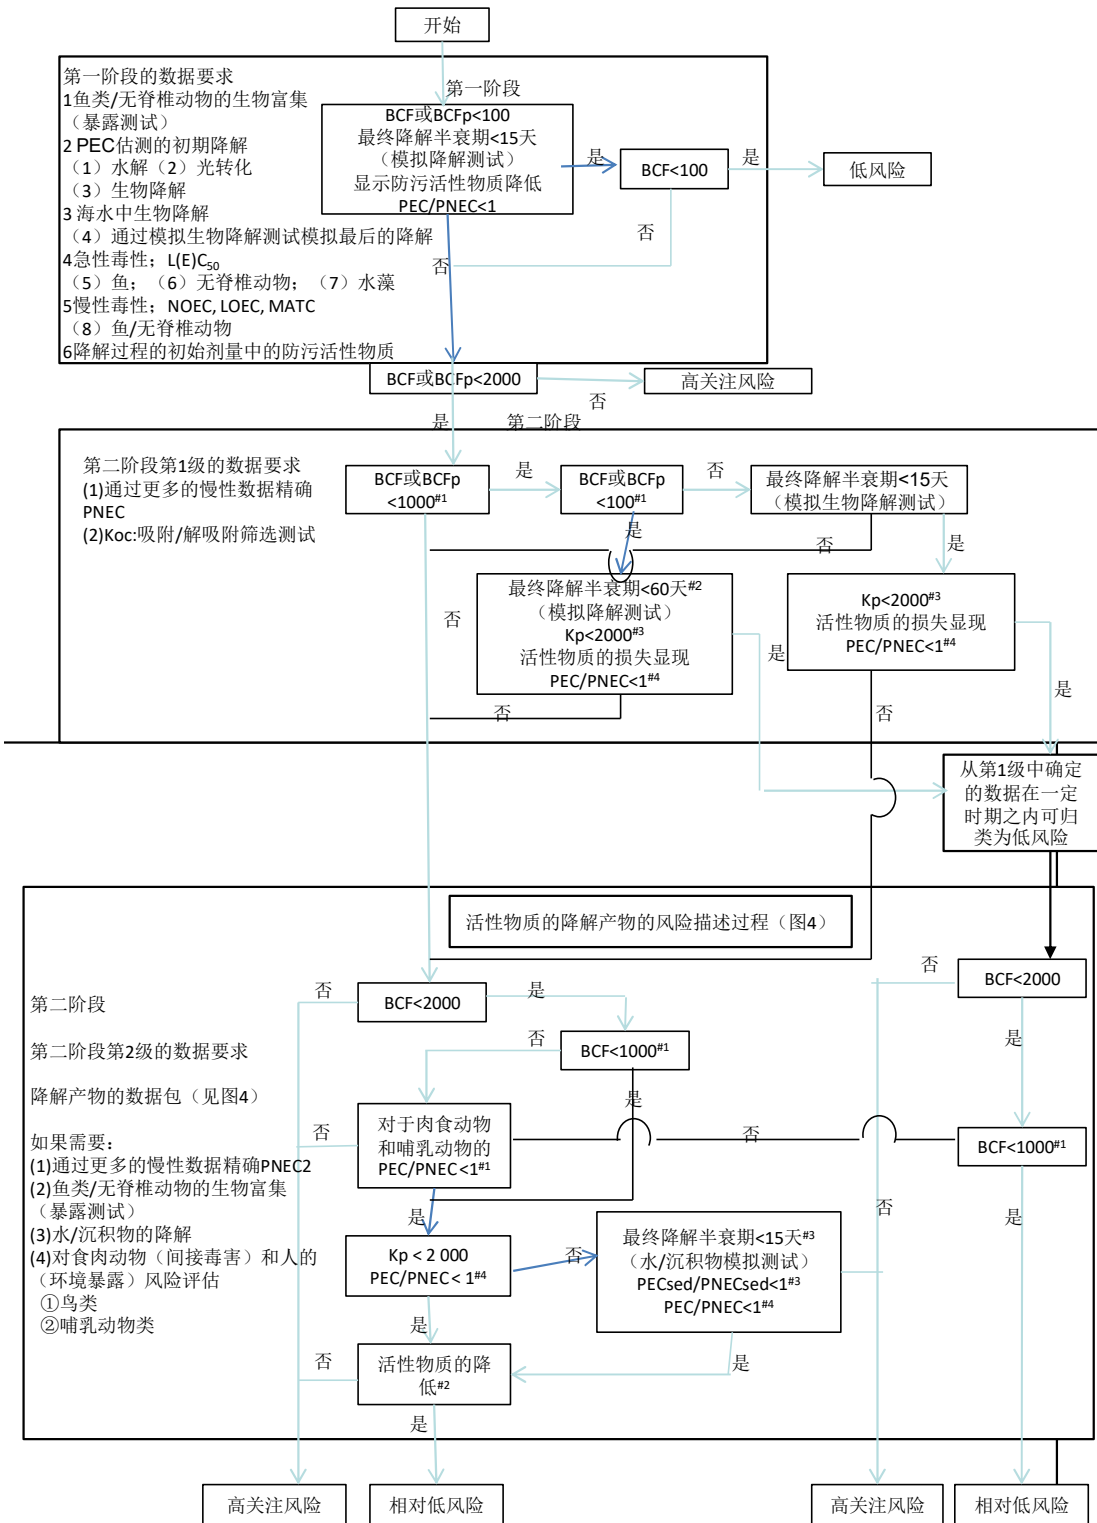 开始
第一阶段的数据要求
1鱼类/无脊椎动物的生物富集
（暴露测试）
2 PEC估测的初期降解
（1）水解（2）光转化
（3）生物降解
3 海水中生物降解
（4）通过模拟生物降解测试模拟最后的降解
4急性毒性；L(E)C₅₀
（5）鱼；（6）无脊椎动物；（7）水藻
5慢性毒性；NOEC, LOEC, MATC
（8）鱼/无脊椎动物
6降解过程的初始剂量中的防污活性物质
第一阶段
BCF或BCFp<100
最终降解半衰期<15天
（模拟降解测试）
显示防污活性物质降低
PEC/PNEC<1
是
BCF<100
是
低风险
否
否
BCF或BCFp<2000
否
高关注风险
是
第二阶段
第二阶段第1级的数据要求
(1)通过更多的慢性数据精确
PNEC
(2)Koc:吸附/解吸附筛选测试
BCF或BCFp
<1000#1
是
BCF或BCFp
<100#1
否
最终降解半衰期<15天
（模拟生物降解测试）
是
否
是
最终降解半衰期<60天#2
（模拟降解测试）
Kp<2000#3
活性物质的损失显现
PEC/PNEC<1#4
否
是
Kp<2000#3
活性物质的损失显现
PEC/PNEC<1#4
是
否
否
从第1级中确定
的数据在一定
时期之内可归
类为低风险
活性物质的降解产物的风险描述过程（图4）
第二阶段
第二阶段第2级的数据要求
降解产物的数据包（见图4）
如果需要：
(1)通过更多的慢性数据精确PNEC2
(2)鱼类/无脊椎动物的生物富集
（暴露测试）
(3)水/沉积物的降解
(4)对食肉动物（间接毒害）和人的
（环境暴露）风险评估
①鸟类
②哺乳动物类
否
BCF<2000
是
否
BCF<2000
否
BCF<1000#1
是
是
否
对于肉食动物
和哺乳动物的
PEC/PNEC<1#1
否
BCF<1000#1
是
Kp < 2 000
PEC/PNEC < 1#4
否
最终降解半衰期<15天#3
（水/沉积物模拟测试）
PECsed/PNECsed<1#3
PEC/PNEC<1#4
否
是
是
是
否
活性物质的降
低#2
是
高关注风险
相对低风险
高关注风险
相对低风险